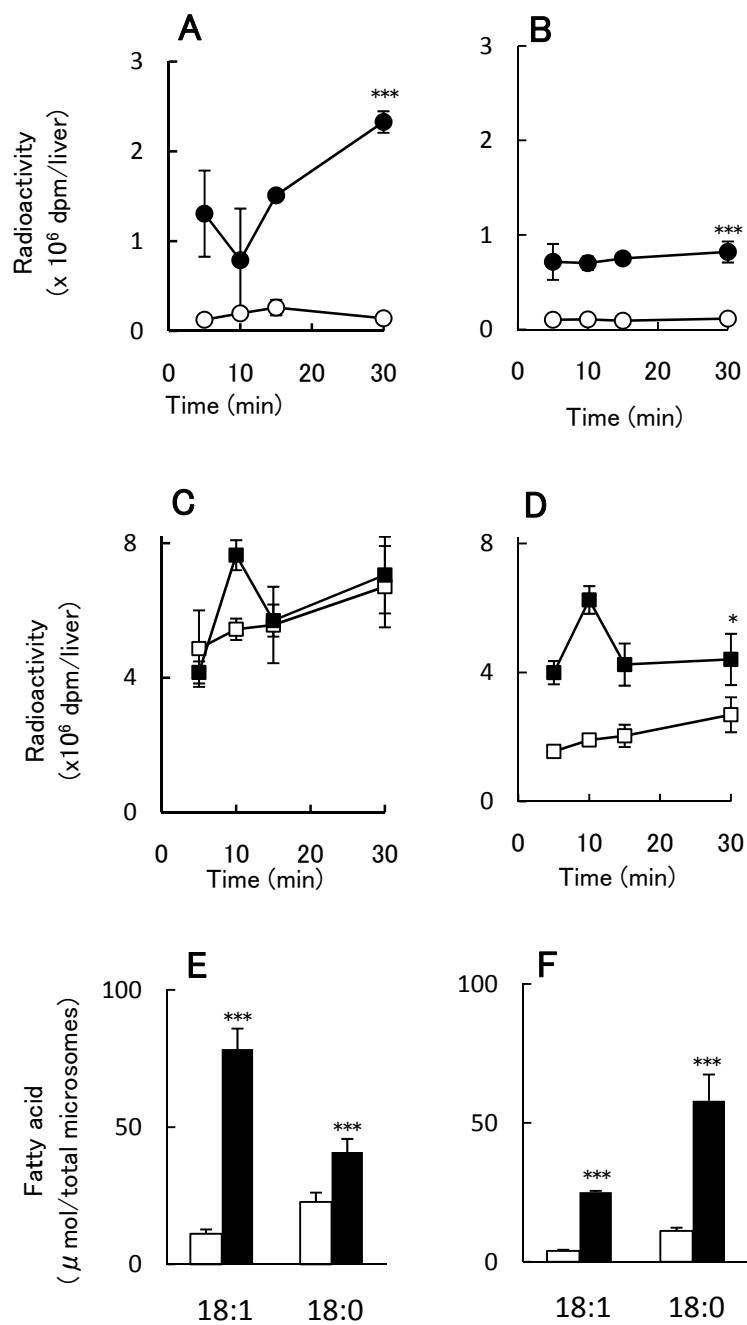 A
B
3
2
1
0
Radioactivity
(x 10⁶ dpm/liver)
***
0 10 20 30
Time (min)
3
2
1
0
***
0 10 20 30
Time (min)
C
D
8
4
0
Radioactivity
(x10⁶ dpm/liver)
0 10 20 30
Time (min)
8
4
0
*
0 10 20 30
Time (min)
E
F
100
50
0
Fatty acid
(μ mol/total microsomes)
***
***
18:1 18:0
100
50
0
***
***
18:1 18:0